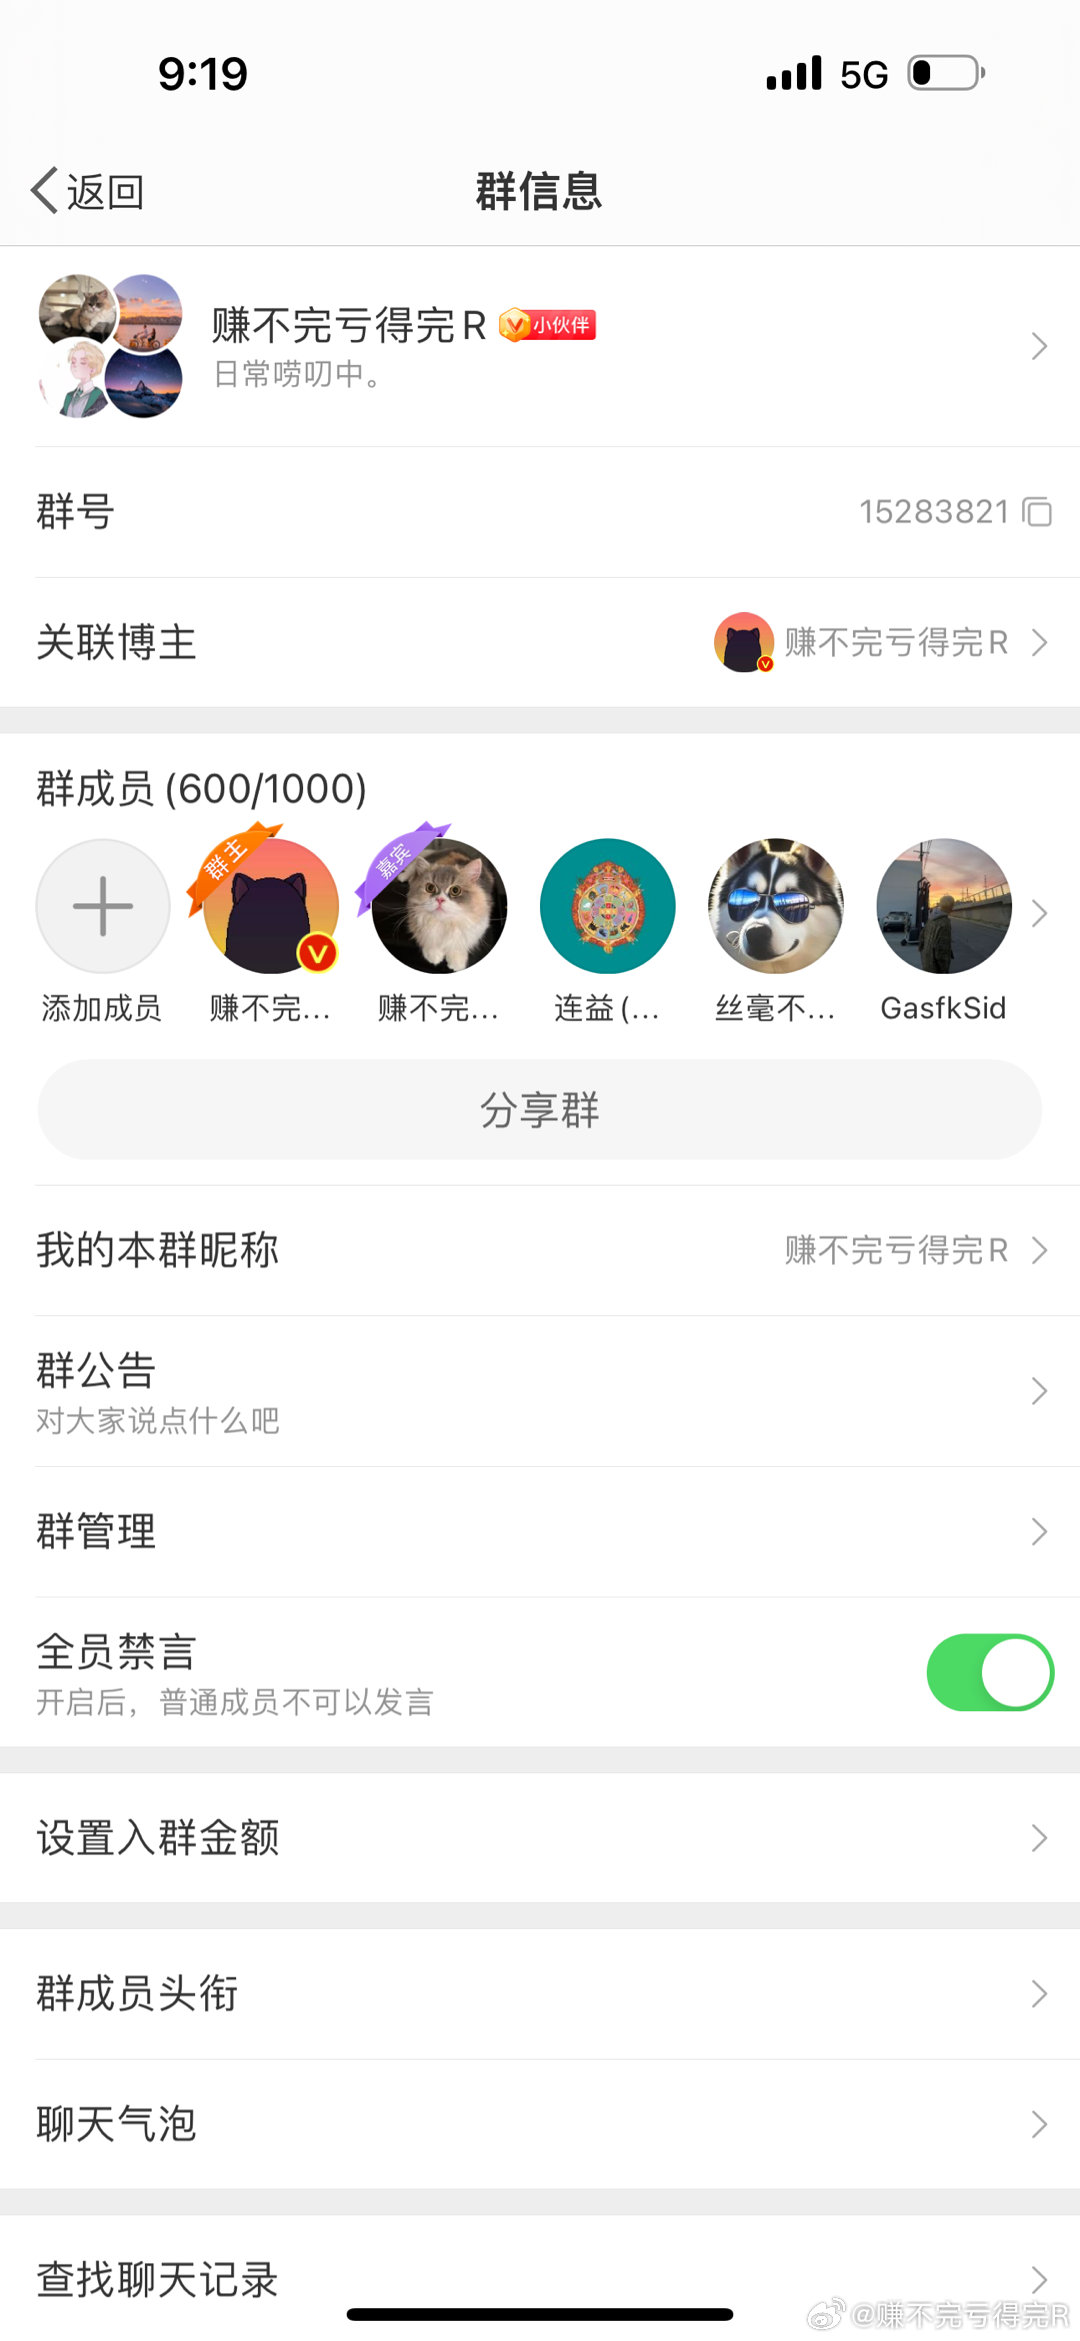 9:19
5G
返回
群信息
赚不完亏得完R
小伙伴
日常唠叨中。
群号
15283821
关联博主
赚不完亏得完R
群成员 (600/1000)
群主
嘉宾
添加成员
赚不完...
赚不完...
连益 (...
丝毫不...
GasfkSid
分享群
我的本群昵称
赚不完亏得完R
群公告
对大家说点什么吧
群管理
全员禁言
开启后，普通成员不可以发言
设置入群金额
群成员头衔
聊天气泡
查找聊天记录
@赚不完亏得完R